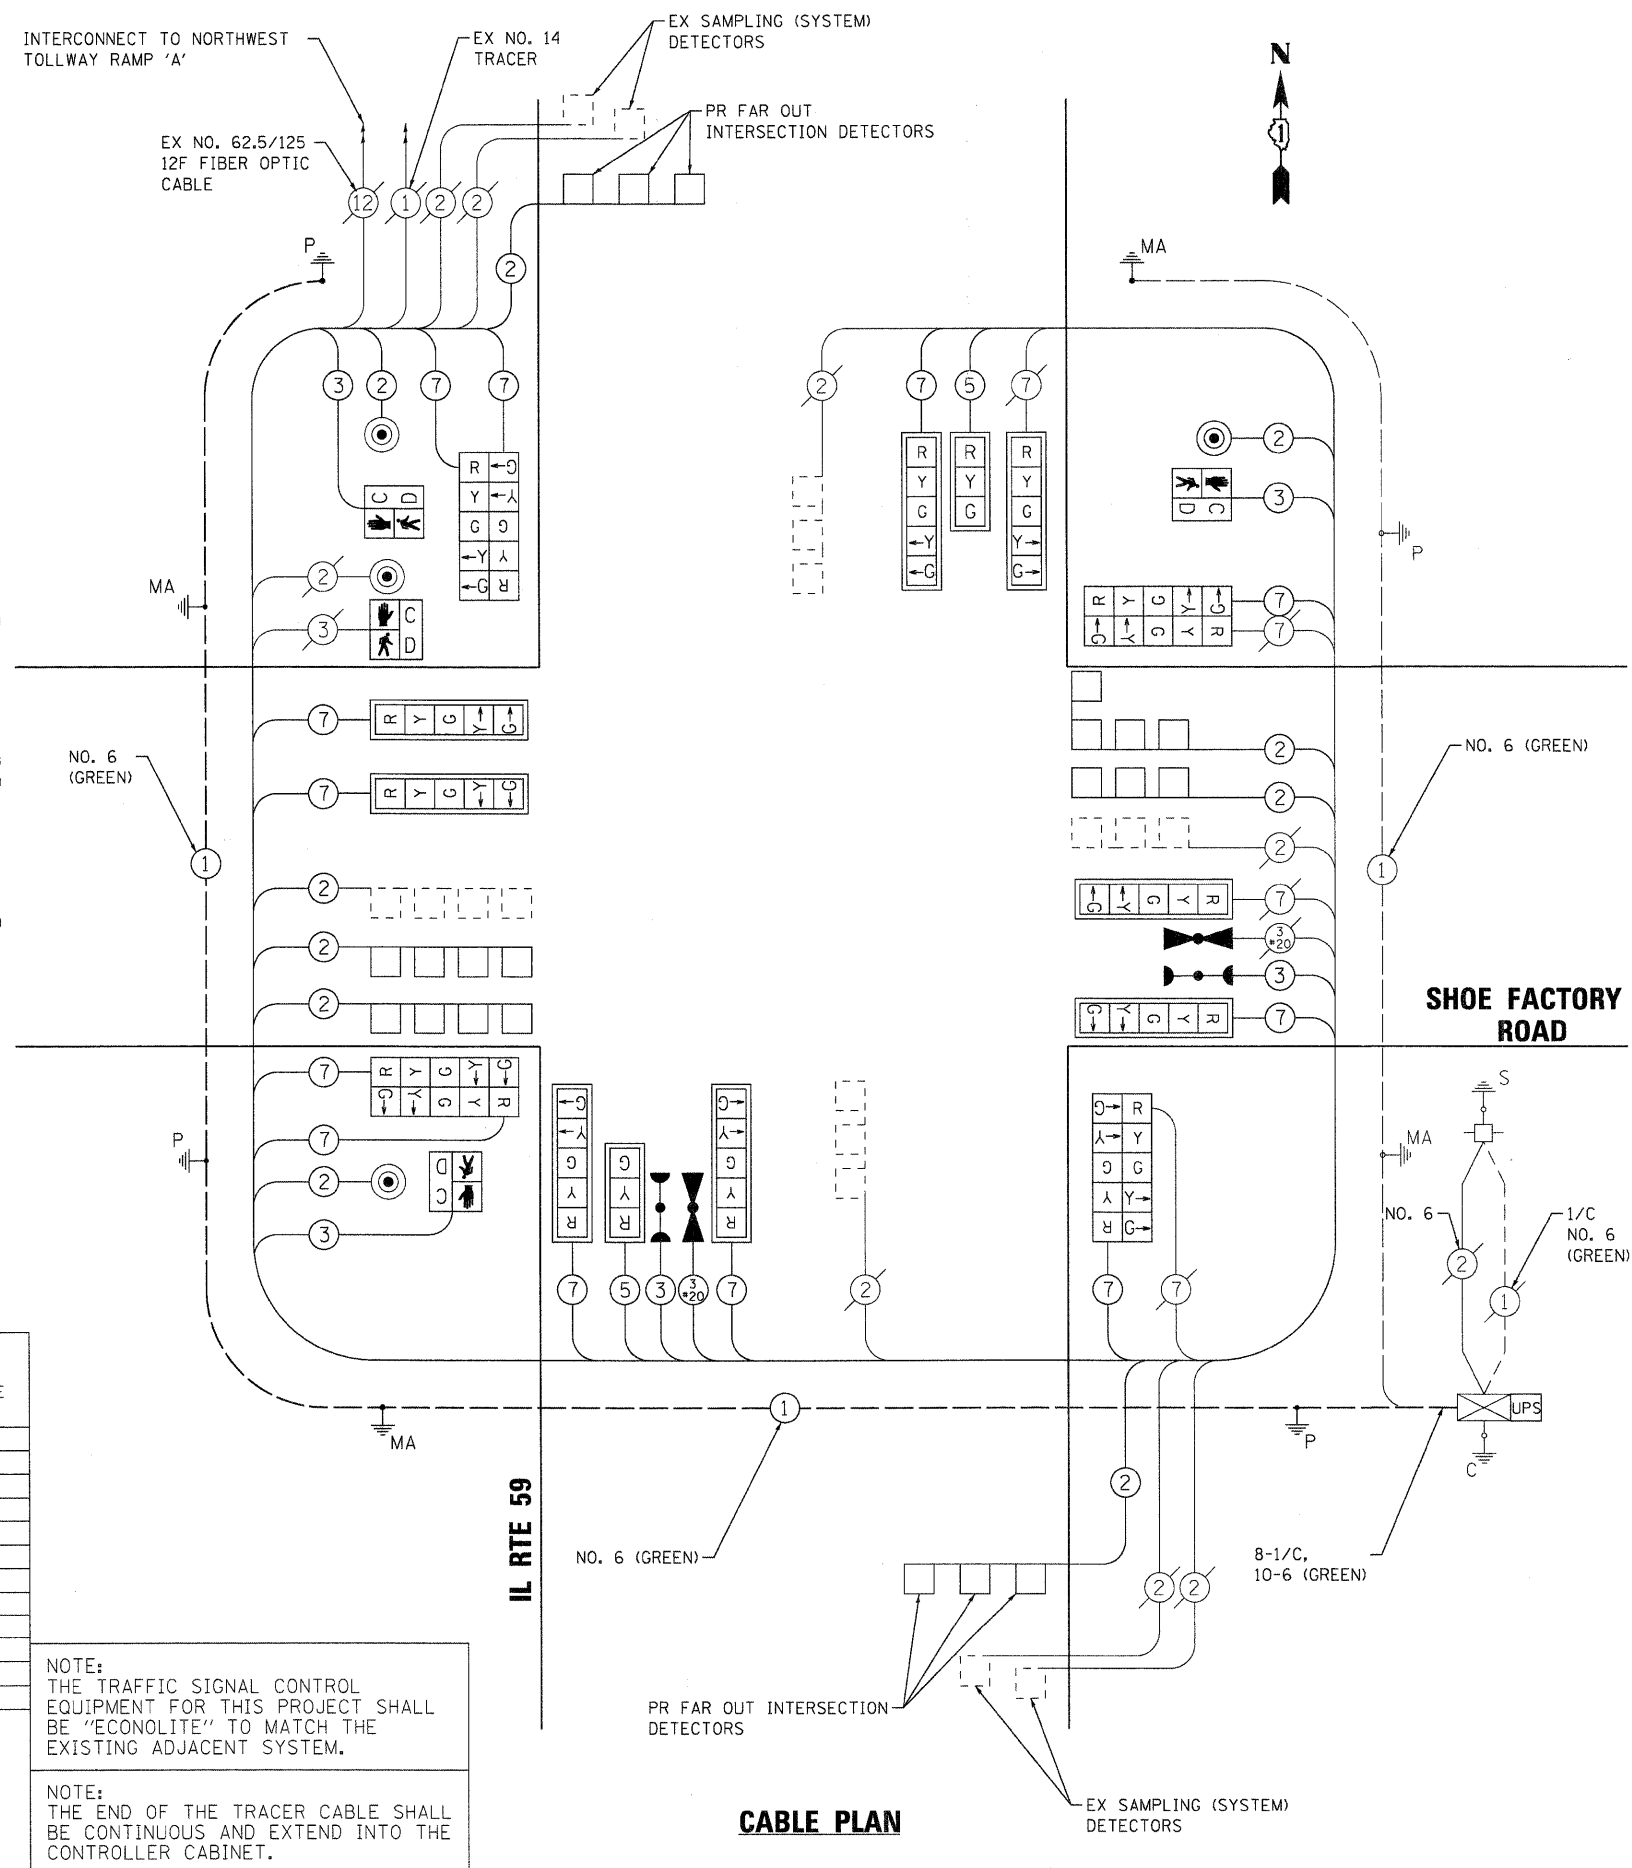 INTERCONNECT TO NORTHWEST
TOLLWAY RAMP 'A'
EX NO. 14
TRACER
EX SAMPLING (SYSTEM)
DETECTORS
EX NO. 62.5/125
12F FIBER OPTIC
CABLE
PR FAR OUT
INTERSECTION DETECTORS
N
1
12 1 2 2
P
2
MA
3 2 7 7
2 7 5 7
C D
R G
Y Y
G G
Y Y
G R
R R R
Y Y Y
G G G
Y Y
G G
2
3
D C
P
2
3
C
D
MA
R Y G Y G
G Y G Y R
7
7
7
R Y G Y G
7
R Y G Y G
NO. 6
(GREEN)
1
2
2
2
NO. 6
(GREEN)
1
2
2
2
G Y G Y R
7
3
#20
3
G Y G Y R
7
SHOE FACTORY
ROAD
7
R Y G Y G
G Y G Y R
7
P
2
D
C
3
G G
Y Y
G G G
Y Y Y
R R R
7 5 3 3
#20 7
2
G R
Y Y
G G
Y Y
R G
7 7
S
MA
NO. 6
2
1/C
NO. 6
(GREEN)
1
UPS
C
MA
1
P
IL RTE 59
NO. 6 (GREEN)
2
8-1/C,
10-6 (GREEN)
2 2
PR FAR OUT INTERSECTION
DETECTORS
EX SAMPLING (SYSTEM)
DETECTORS
NOTE:
THE TRAFFIC SIGNAL CONTROL
EQUIPMENT FOR THIS PROJECT SHALL
BE "ECONOLITE" TO MATCH THE
EXISTING ADJACENT SYSTEM.
NOTE:
THE END OF THE TRACER CABLE SHALL
BE CONTINUOUS AND EXTEND INTO THE
CONTROLLER CABINET.
CABLE PLAN